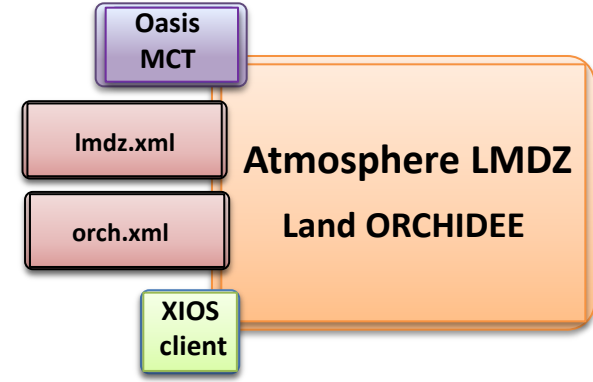 Oasis
MCT
lmdz.xml
Atmosphere LMDZ
Land ORCHIDEE
orch.xml
XIOS
client